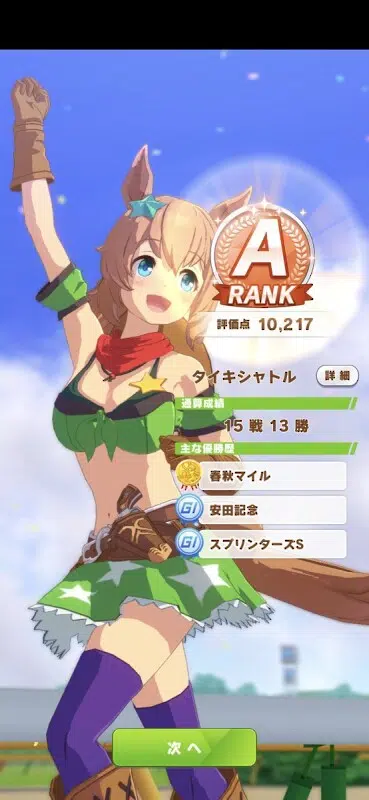 A
RANK
評価点 10,217
タイキシャトル 詳細
通算成績
15 戦 13 勝
主な優勝歴
春秋マイル
GI 安田記念
GI スプリンターズS
次へ